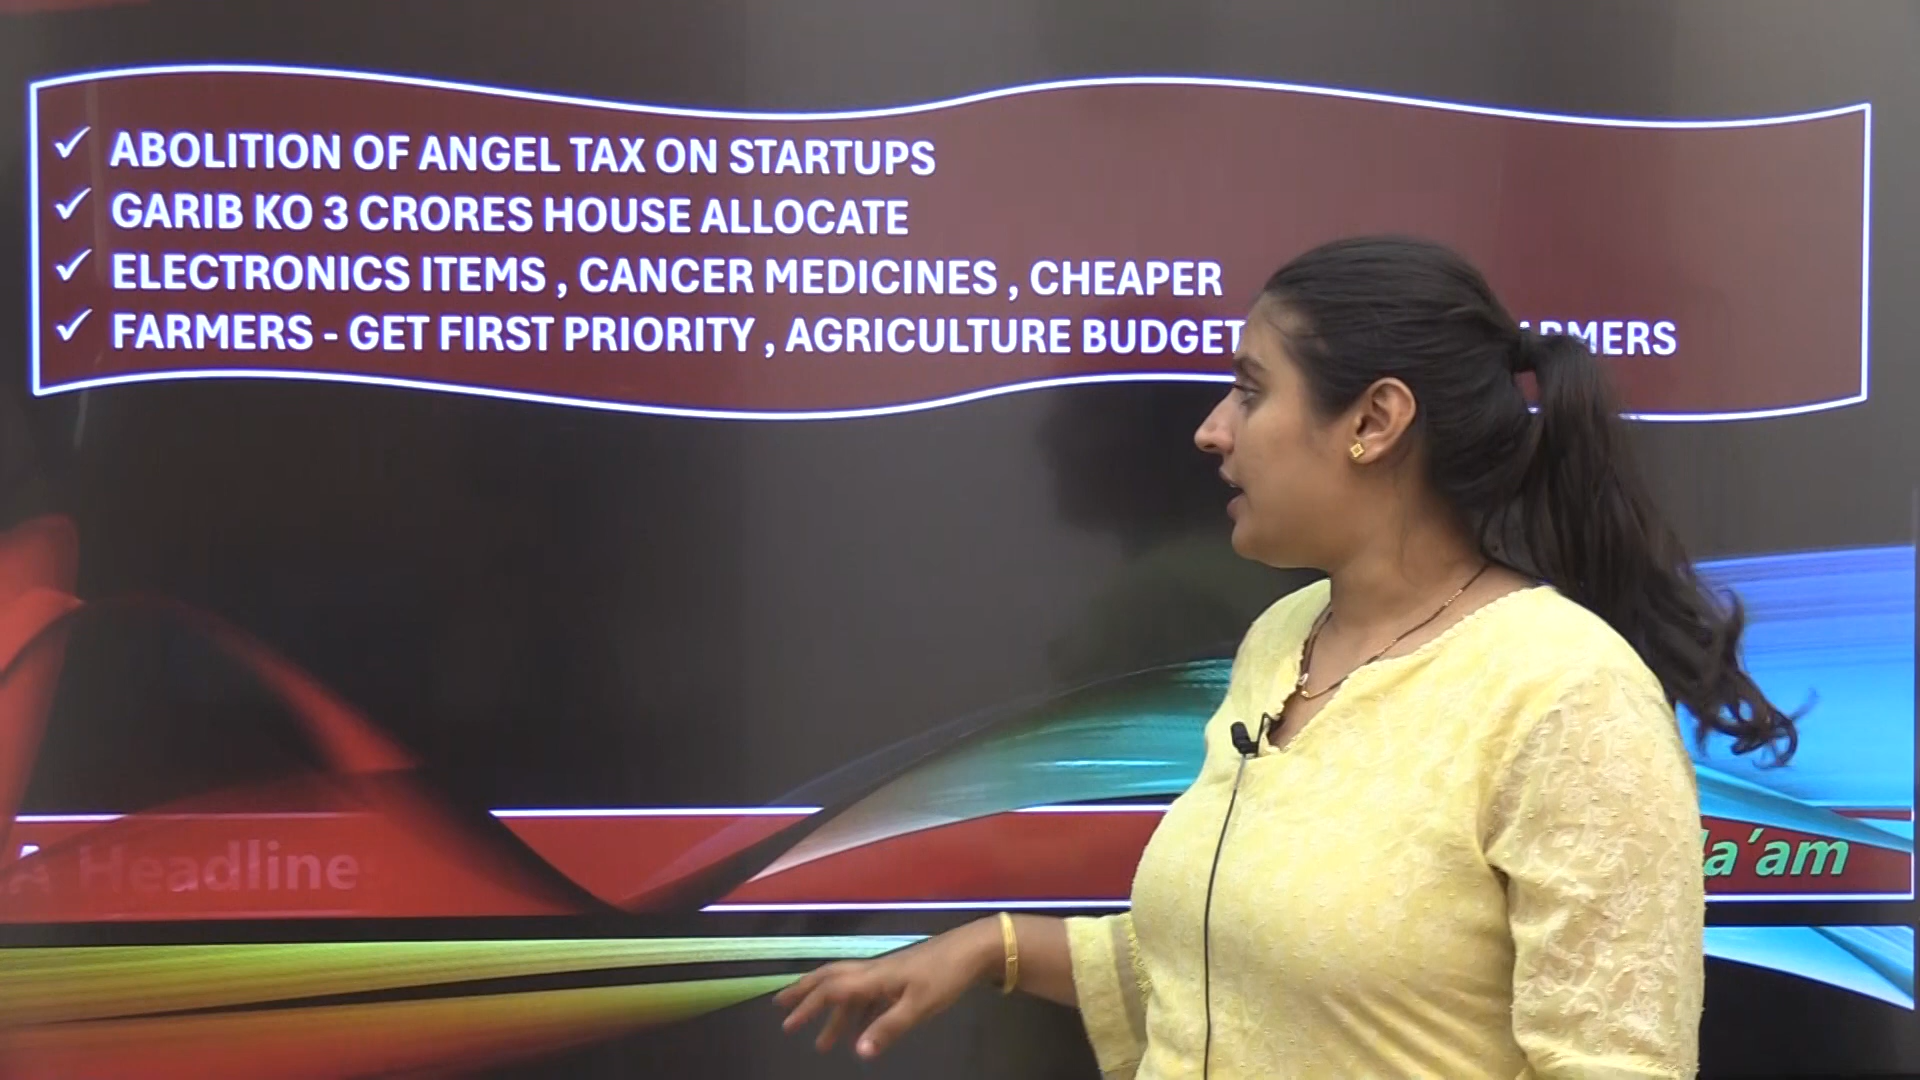 ABOLITION OF ANGEL TAX ON STARTUPS
GARIB KO 3 CRORES HOUSE ALLOCATE
ELECTRONICS ITEMS , CANCER MEDICINES , CHEAPER
FARMERS - GET FIRST PRIORITY , AGRICULTURE BUDGET
Headline